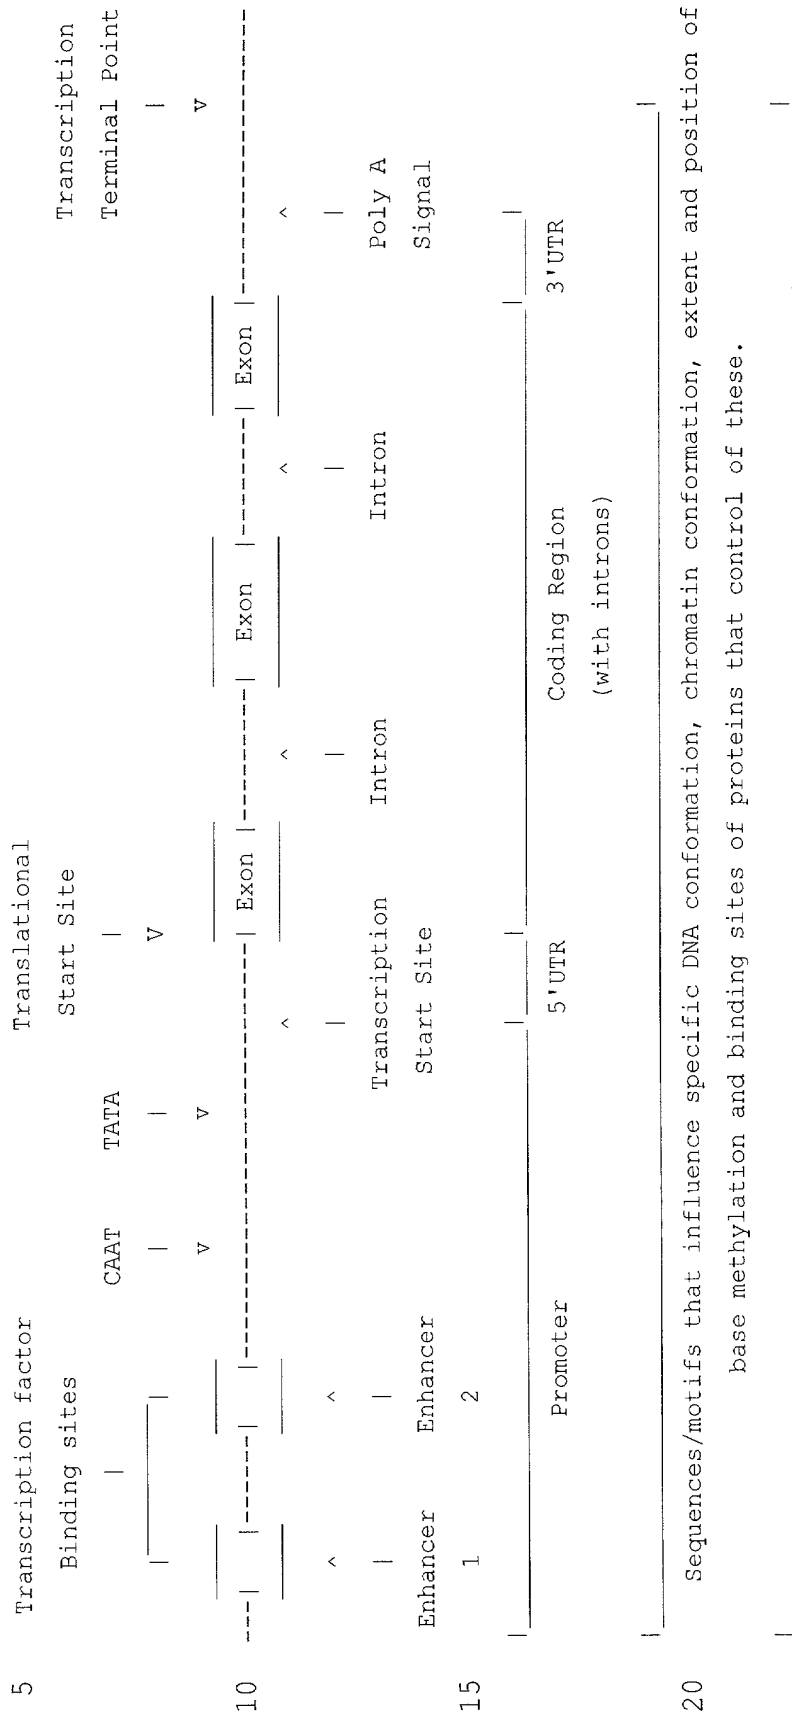 5
Transcription factor
Binding sites
Translational
Start Site
Transcription
Terminal Point
CAAT
TATA
10
Exon
Exon
Exon
Enhancer
1
Enhancer
2
Transcription
Start Site
Intron
Intron
Poly A
Signal
15
Promoter
5'UTR
Coding Region
(with introns)
3'UTR
20
Sequences/motifs that influence specific DNA conformation, chromatin conformation, extent and position of
base methylation and binding sites of proteins that control of these.